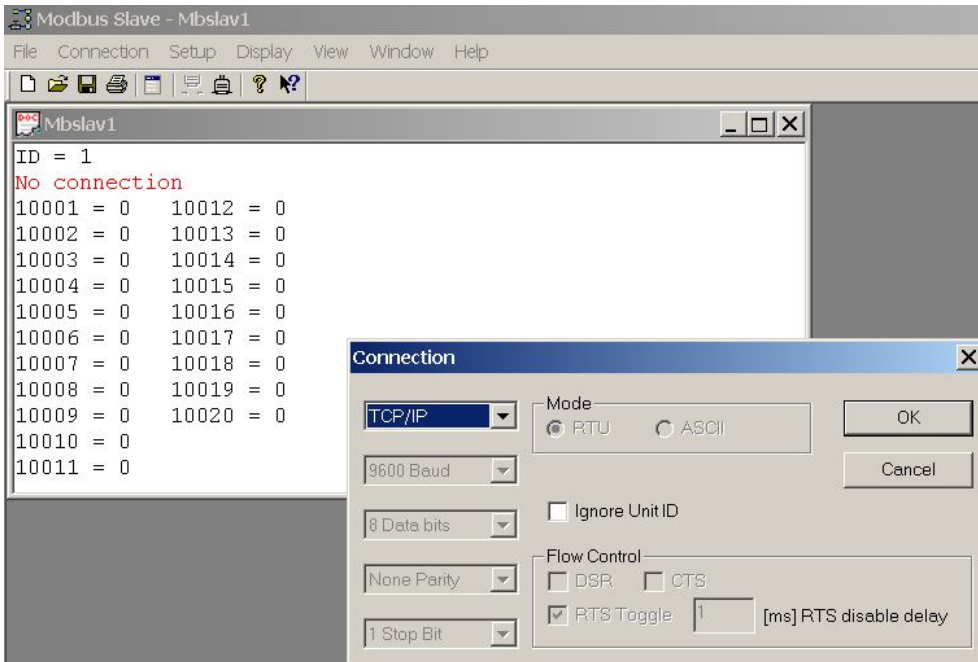 Modbus Slave - Mbslav1
File Connection Setup Display View Window Help
Mbslav1
ID = 1
No connection
10001 = 0 10012 = 0
10002 = 0 10013 = 0
10003 = 0 10014 = 0
10004 = 0 10015 = 0
10005 = 0 10016 = 0
10006 = 0 10017 = 0
10007 = 0 10018 = 0
10008 = 0 10019 = 0
10009 = 0 10020 = 0
10010 = 0
10011 = 0
Connection
TCP/IP
Mode
RTU ASCII
OK
9600 Baud
Cancel
8 Data bits
Ignore Unit ID
None Parity
Flow Control
DSR CTS
RTS Toggle 1 [ms] RTS disable delay
1 Stop Bit